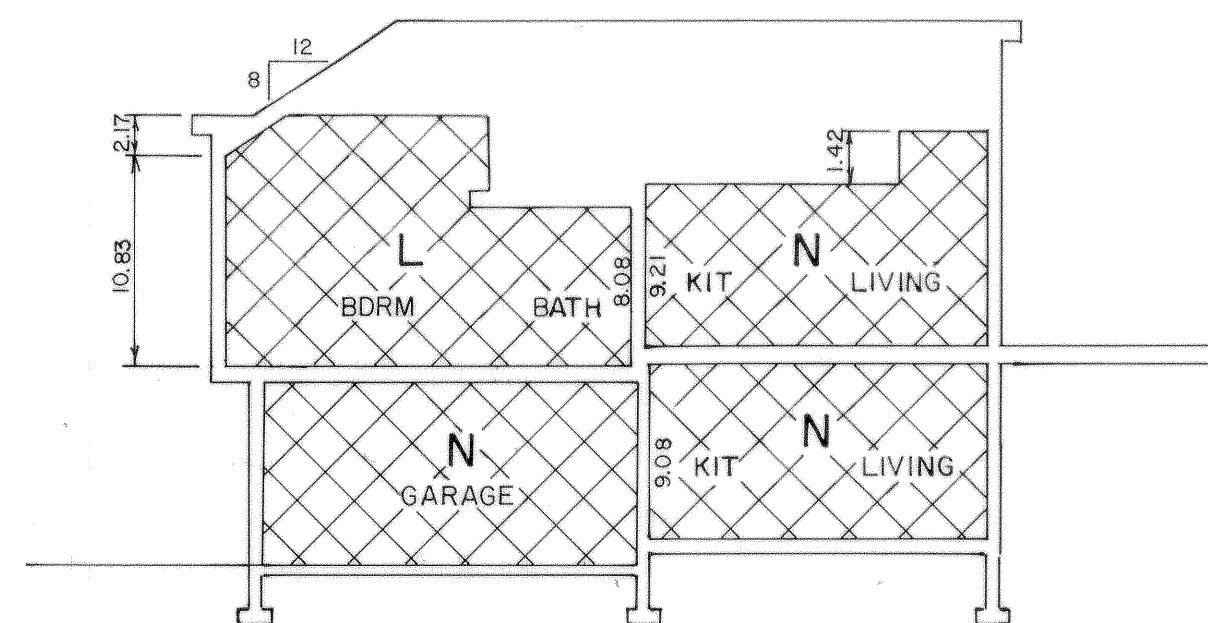 12
8
2.17
1.42
10.83
L
BDRM
BATH
8.08
9.21
N
KIT
LIVING
N
GARAGE
9.08
N
KIT
LIVING